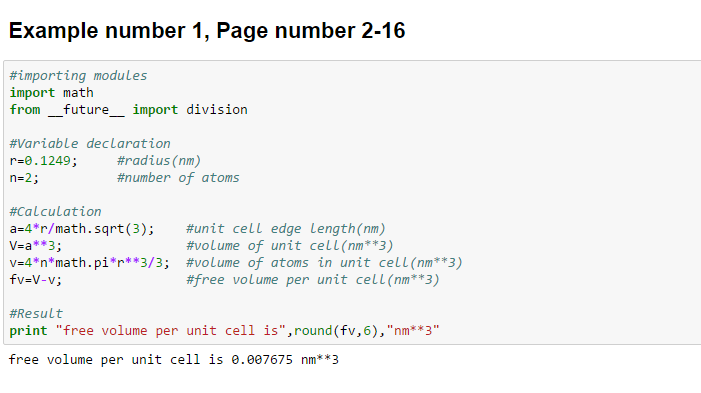 Example number 1, Page number 2-16
#importing modules
import math
from __future__ import division
#Variable declaration
r=0.1249; #radius(nm)
n=2; #number of atoms
#Calculation
a=4*r/math.sqrt(3); #unit cell edge length(nm)
V=a**3; #volume of unit cell(nm**3)
v=4*n*math.pi*r**3/3; #volume of atoms in unit cell(nm**3)
fv=V-v; #free volume per unit cell(nm**3)
#Result
print "free volume per unit cell is",round(fv,6),"nm**3"
free volume per unit cell is 0.007675 nm**3